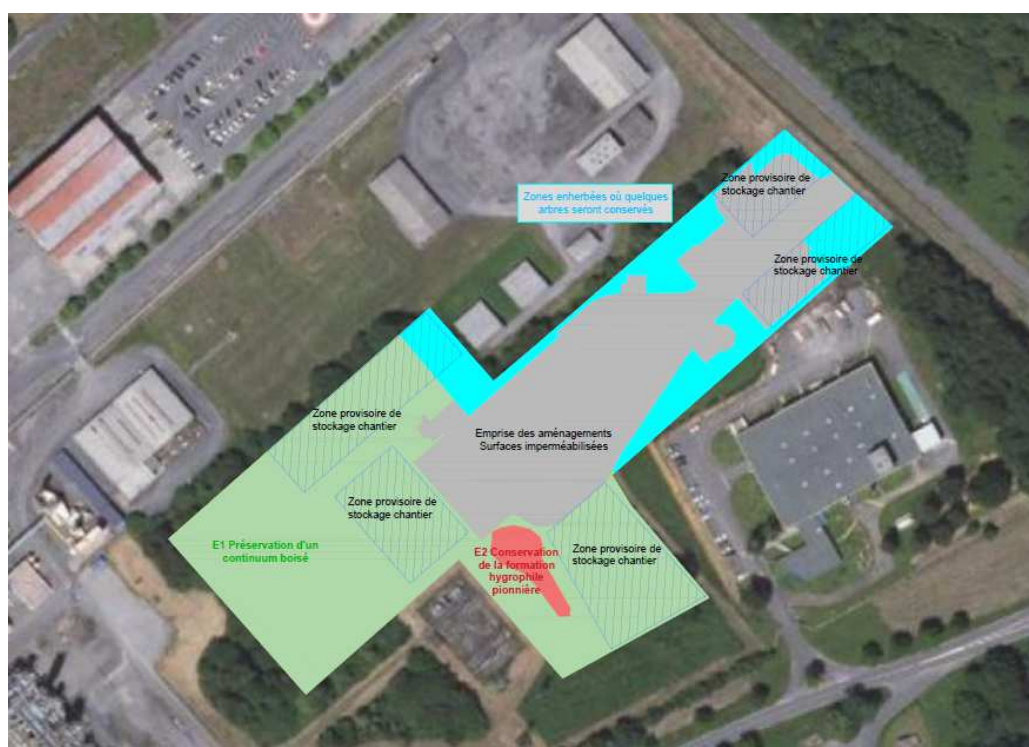 Zone provisoire de
stockage chantier
Zones enherbées où quelques
arbres seront conservés
Zone provisoire de
stockage chantier
Zone provisoire de
stockage chantier
Emprise des aménagements
Surfaces imperméabilisées
Zone provisoire de
stockage chantier
E1 Préservation d'un
continuum boisé
E2 Conservation
de la formation
hygrophile
pionnière
Zone provisoire de
stockage chantier